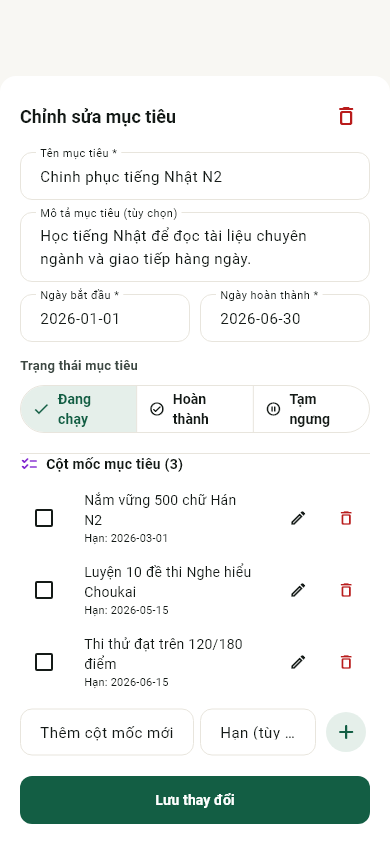 Chỉnh sửa mục tiêu
Tên mục tiêu *
Chinh phục tiếng Nhật N2
Mô tả mục tiêu (tùy chọn)
Học tiếng Nhật để đọc tài liệu chuyên
ngành và giao tiếp hàng ngày.
Ngày bắt đầu *
Ngày hoàn thành *
2026-01-01
2026-06-30
Trạng thái mục tiêu
Đang
chạy
Hoàn
thành
Tạm
ngưng
Cột mốc mục tiêu (3)
Nắm vững 500 chữ Hán
N2
Hạn: 2026-03-01
Luyện 10 đề thi Nghe hiểu
Choukai
Hạn: 2026-05-15
Thi thử đạt trên 120/180
điểm
Hạn: 2026-06-15
Thêm cột mốc mới
Hạn (tùy ...
Lưu thay đổi